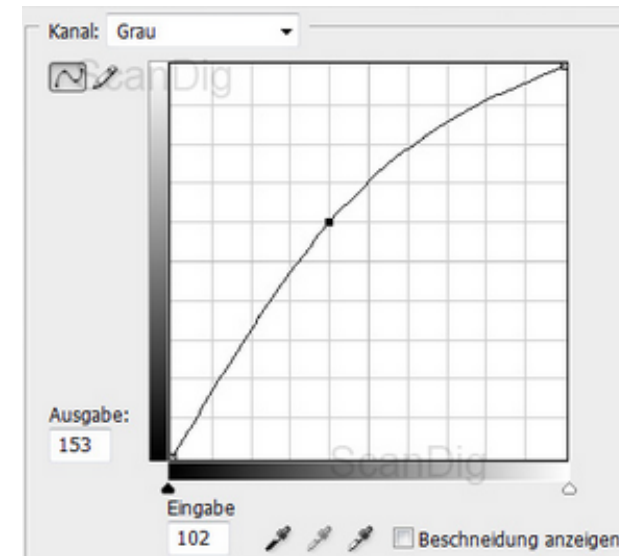 Kanal: Grau
ScanDig
Ausgabe:
153
ScanDig
Eingabe
102
Beschneidung anzeigen